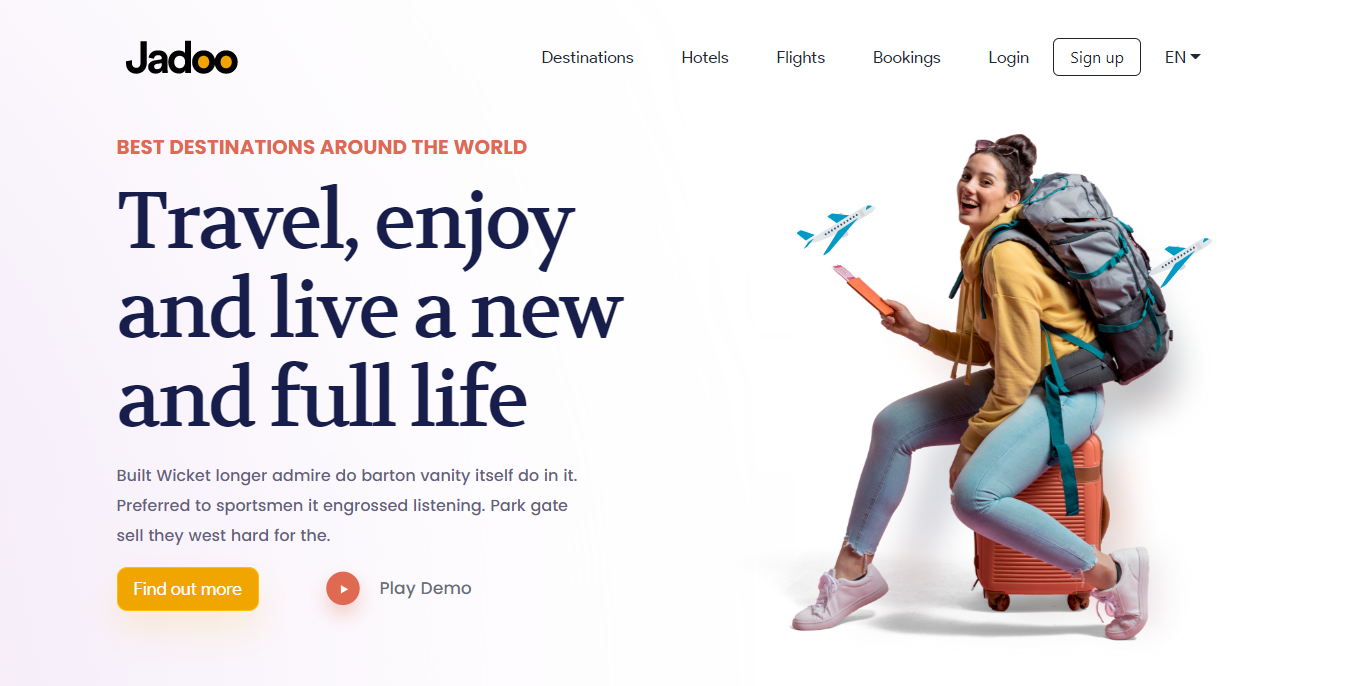 Jadoo
Destinations
Hotels
Flights
Bookings
Login
Sign up
EN
BEST DESTINATIONS AROUND THE WORLD
Travel, enjoy
and live a new
and full life
Built Wicket longer admire do barton vanity itself do in it.
Preferred to sportsmen it engrossed listening. Park gate
sell they west hard for the.
Find out more
Play Demo